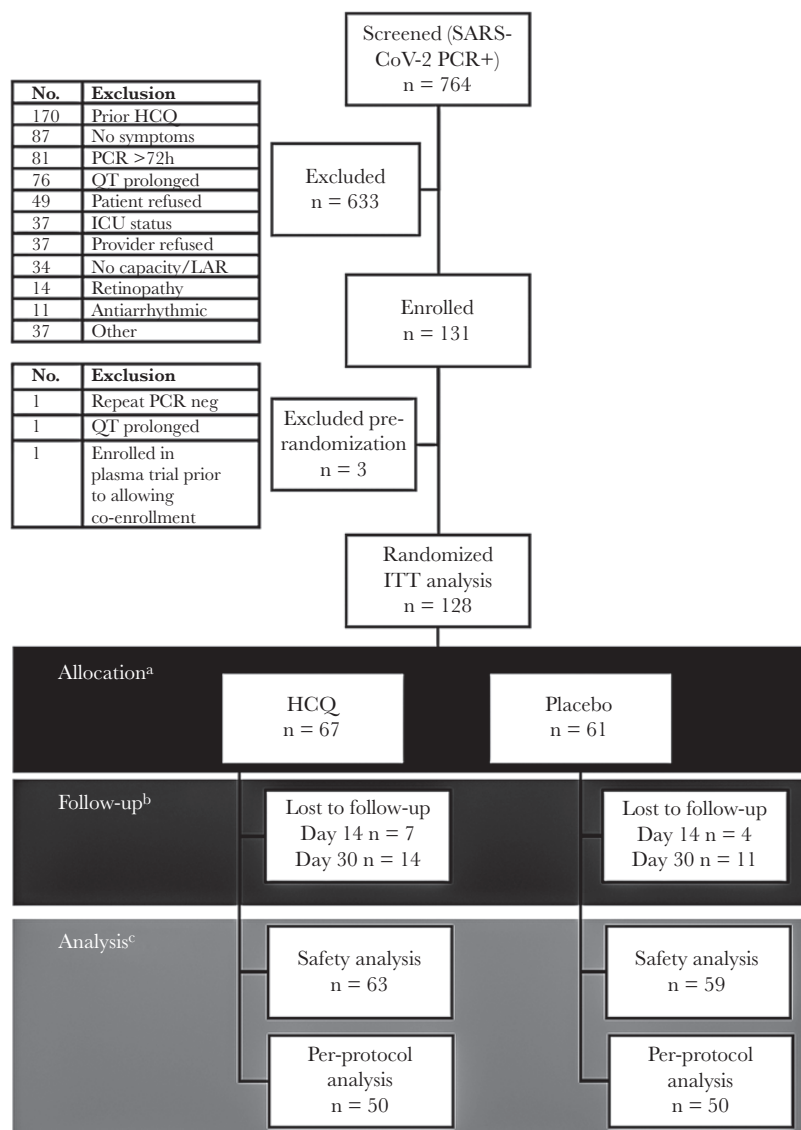 Screened (SARS-
CoV-2 PCR+)
n = 764
No. Exclusion
170 Prior HCQ
87 No symptoms
81 PCR >72h
76 QT prolonged
49 Patient refused
37 ICU status
37 Provider refused
34 No capacity/LAR
14 Retinopathy
11 Antiarrhythmic
37 Other
Excluded
n = 633
Enrolled
n = 131
No. Exclusion
1 Repeat PCR neg
1 QT prolonged
1 Enrolled in
plasma trial prior
to allowing
co-enrollment
Excluded pre-
randomization
n = 3
Randomized
ITT analysis
n = 128
Allocationᵃ
HCQ
n = 67
Placebo
n = 61
Follow-upᵇ
Lost to follow-up
Day 14 n = 7
Day 30 n = 14
Lost to follow-up
Day 14 n = 4
Day 30 n = 11
Analysisᶜ
Safety analysis
n = 63
Safety analysis
n = 59
Per-protocol
analysis
n = 50
Per-protocol
analysis
n = 50